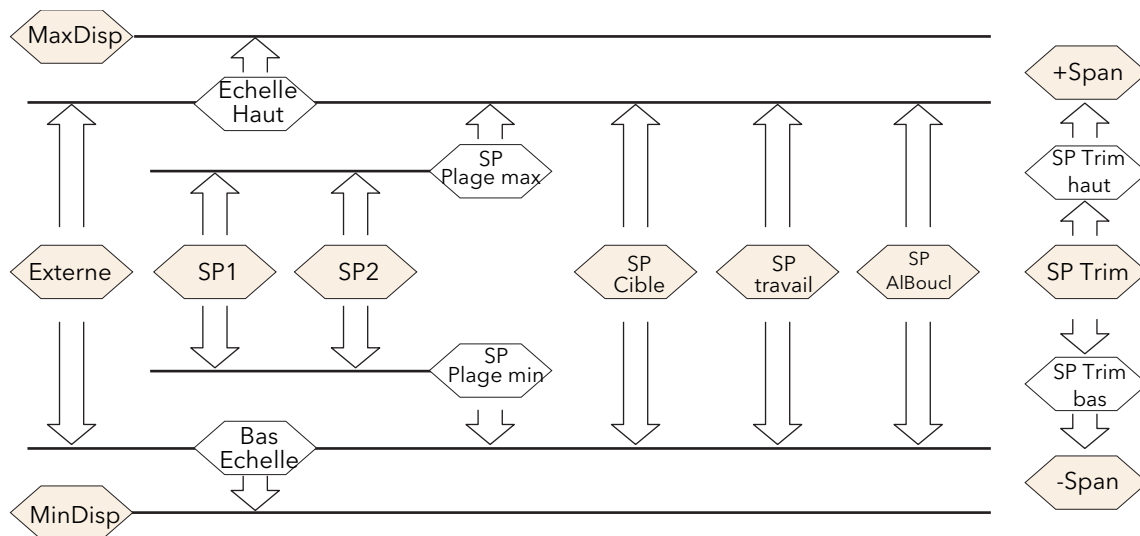 MaxDisp
Echelle
Haut
+Span
SP
Plage max
SP Trim
haut
Externe
SP1
SP2
SP
Cible
SP
travail
SP
AlBoucl
SP Trim
SP
Plage min
SP Trim
bas
Bas
Echelle
-Span
MinDisp